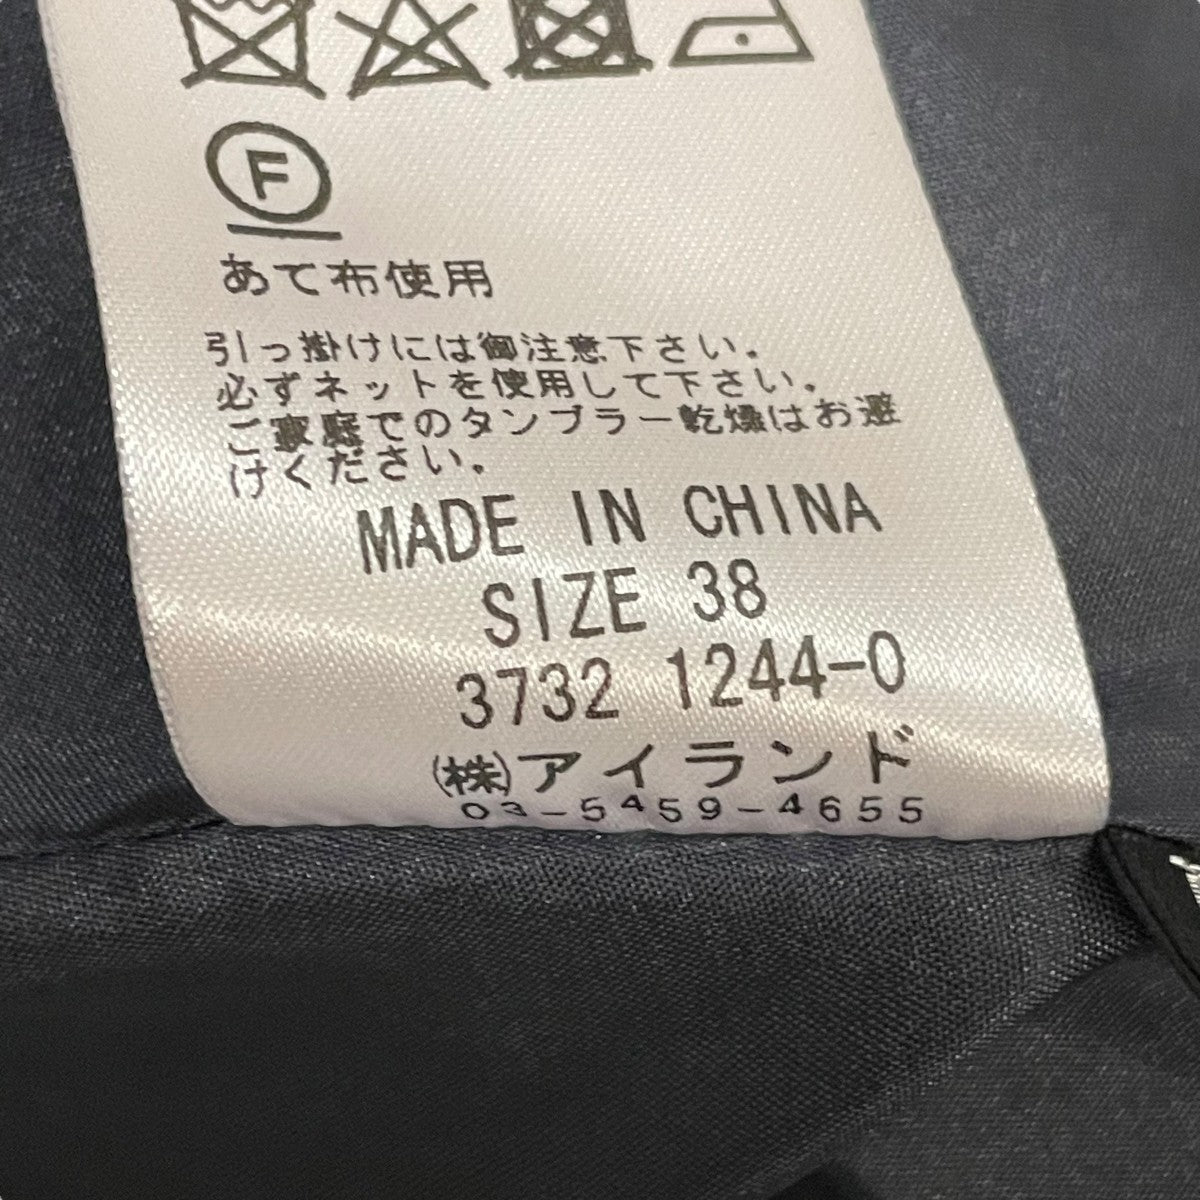 F
あて布使用
引っ掛けには御注意下さい.
必ずネットを使用して下さい.
ご家庭でのタンブラー乾燥はお避
けください.
MADE IN CHINA
SIZE 38
3732 1244-0
(株)アイランド
03-5459-4655